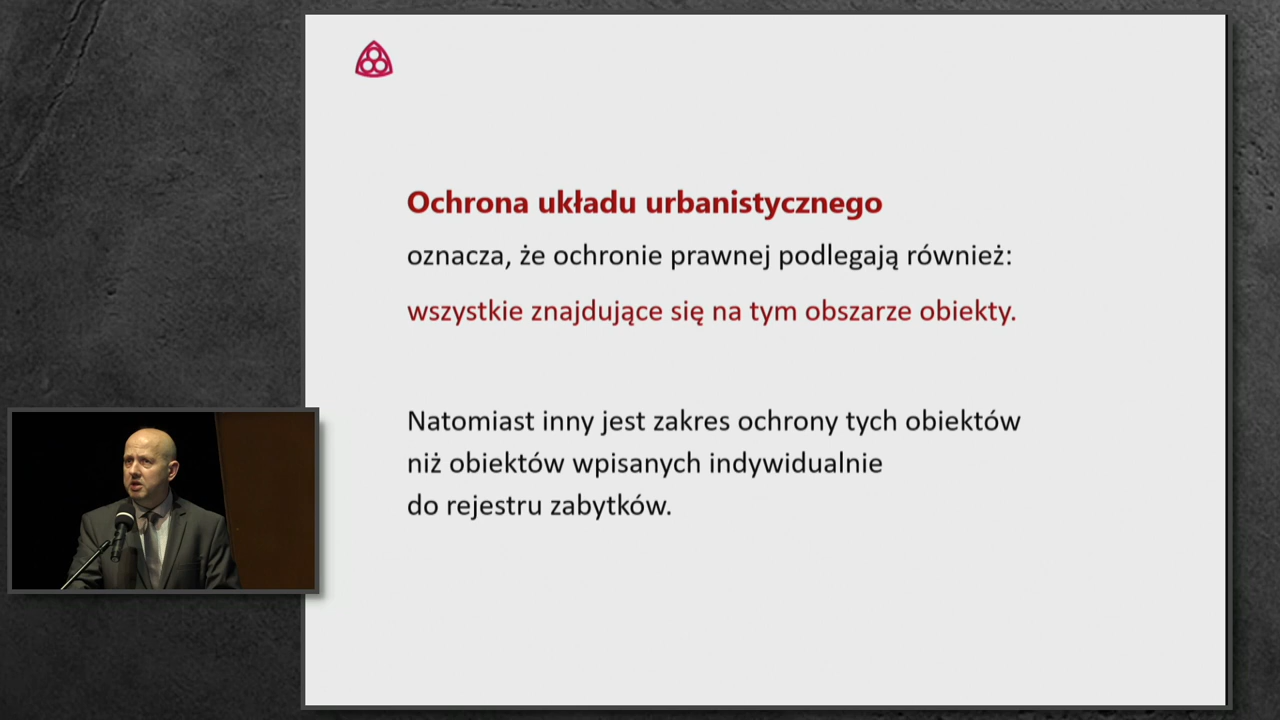 Ochrona układu urbanistycznego
oznacza, że ochronie prawnej podlegają również:
wszystkie znajdujące się na tym obszarze obiekty.
Natomiast inny jest zakres ochrony tych obiektów
niż obiektów wpisanych indywidualnie
do rejestru zabytków.